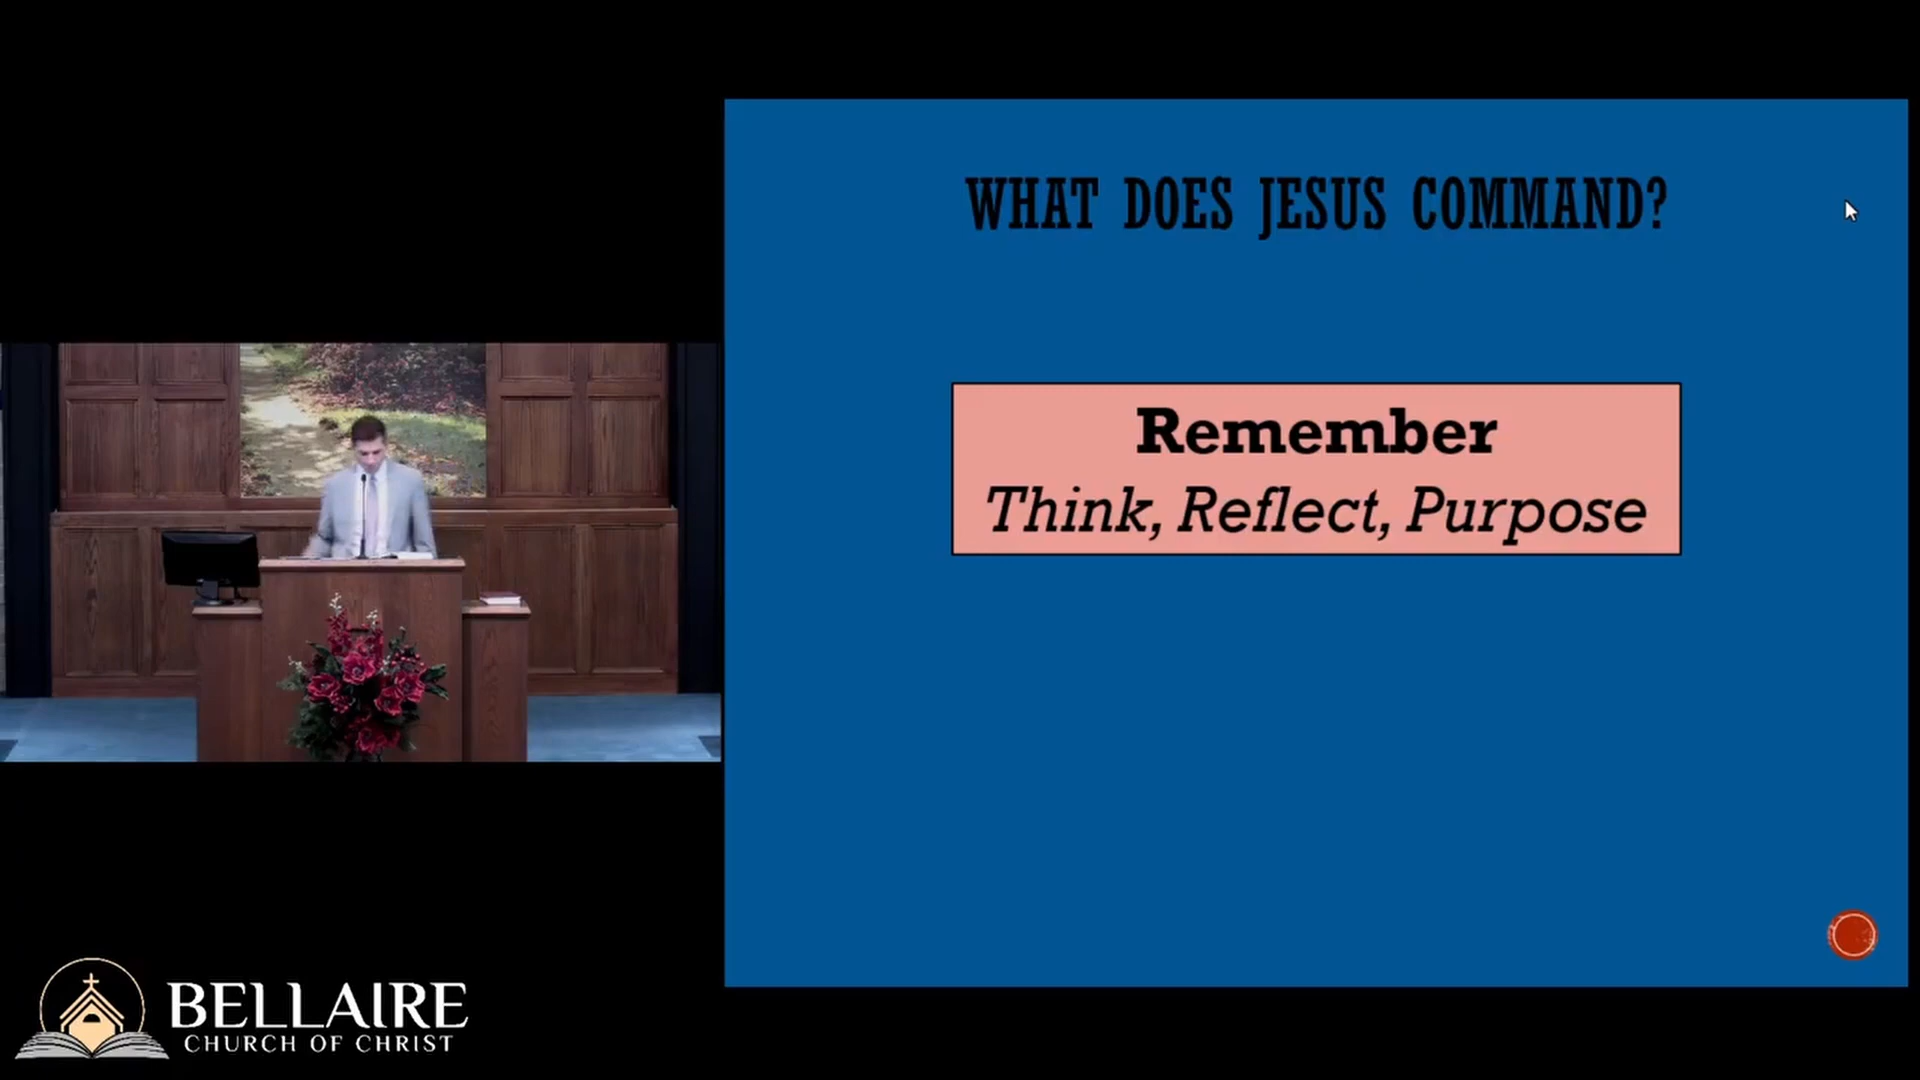 WHAT DOES JESUS COMMAND?
Remember
Think, Reflect, Purpose
BELLAIRE
CHURCH OF CHRIST